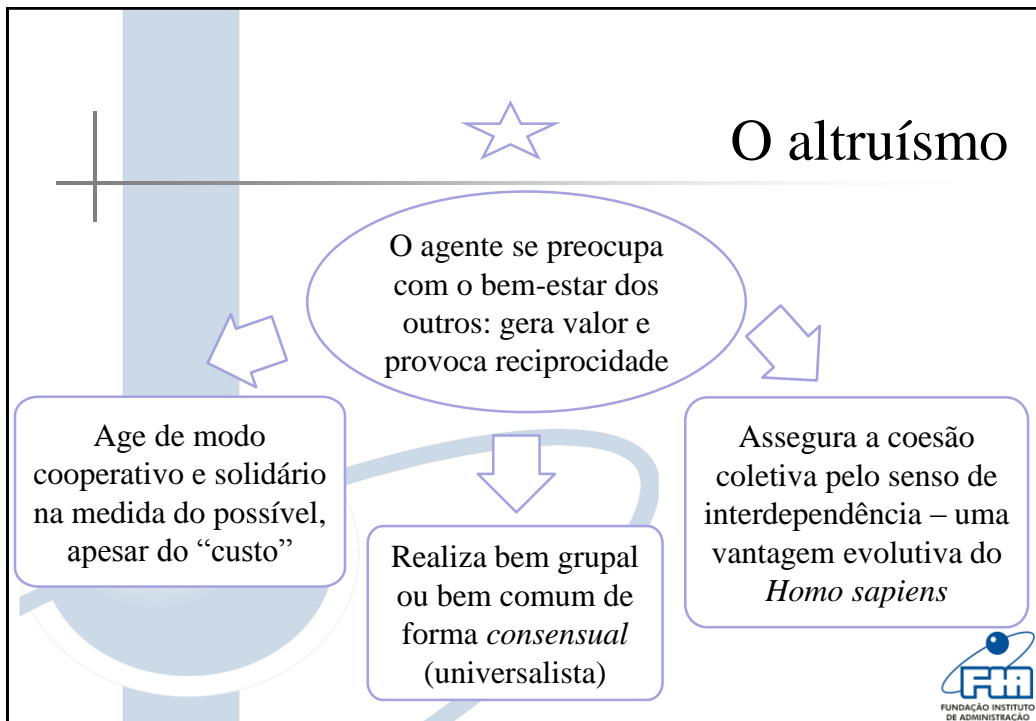 O altruísmo
O agente se preocupa
com o bem-estar dos
outros: gera valor e
provoca reciprocidade
Age de modo
cooperativo e solidário
na medida do possível,
apesar do “custo”
Realiza bem grupal
ou bem comum de
forma consensual
(universalista)
Assegura a coesão
coletiva pelo senso de
interdependência – uma
vantagem evolutiva do
Homo sapiens
FIA
FUNDAÇÃO INSTITUTO
DE ADMINISTRAÇÃO